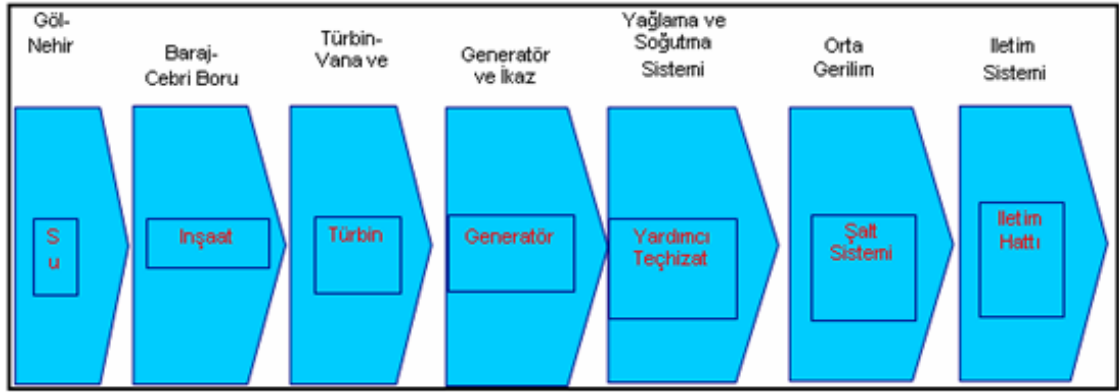 Göl-
Nehir
Baraj-
Cebri Boru
Türbin-
Vana ve
Generatör
ve İkaz
Yağlama ve
Soğutma
Sistemi
Orta
Gerilim
Iletim
Sistemi
S
u
Inşaat
Türbin
Generatör
Yardımcı
Teçhizat
Şalt
Sistemi
Iletim
Hattı